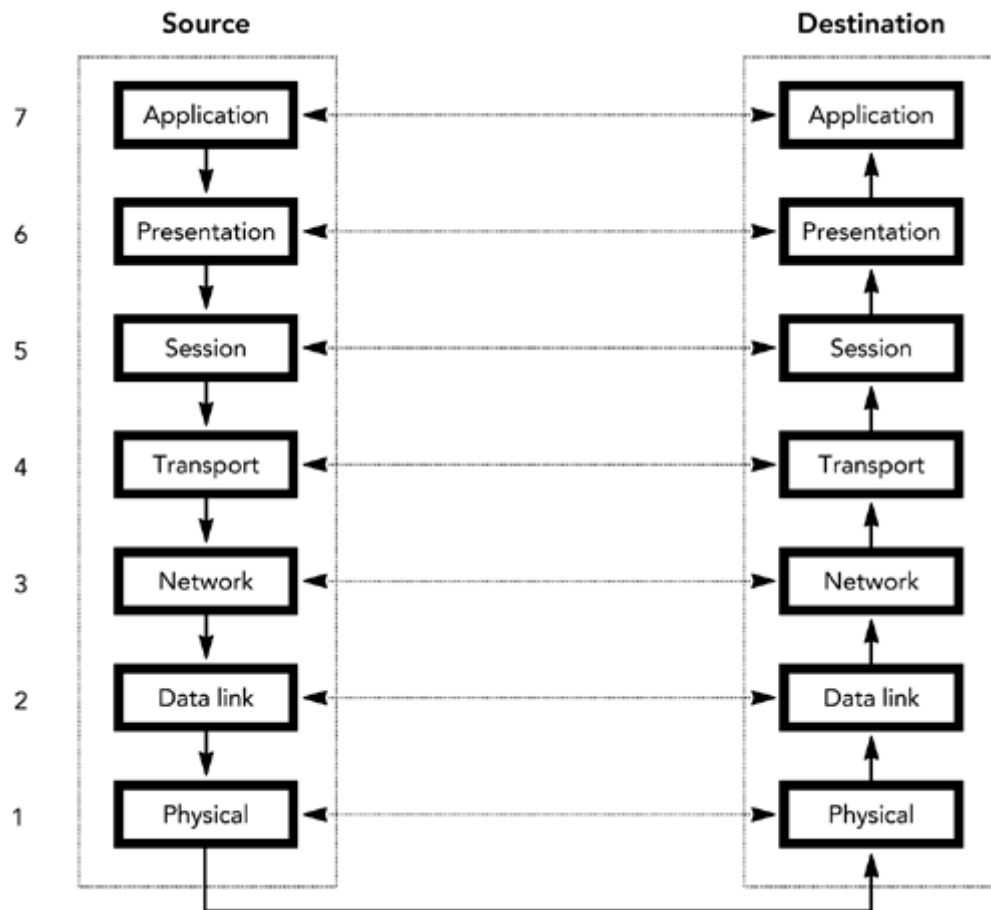 Source Destination
7 Application Application
6 Presentation Presentation
5 Session Session
4 Transport Transport
3 Network Network
2 Data link Data link
1 Physical Physical